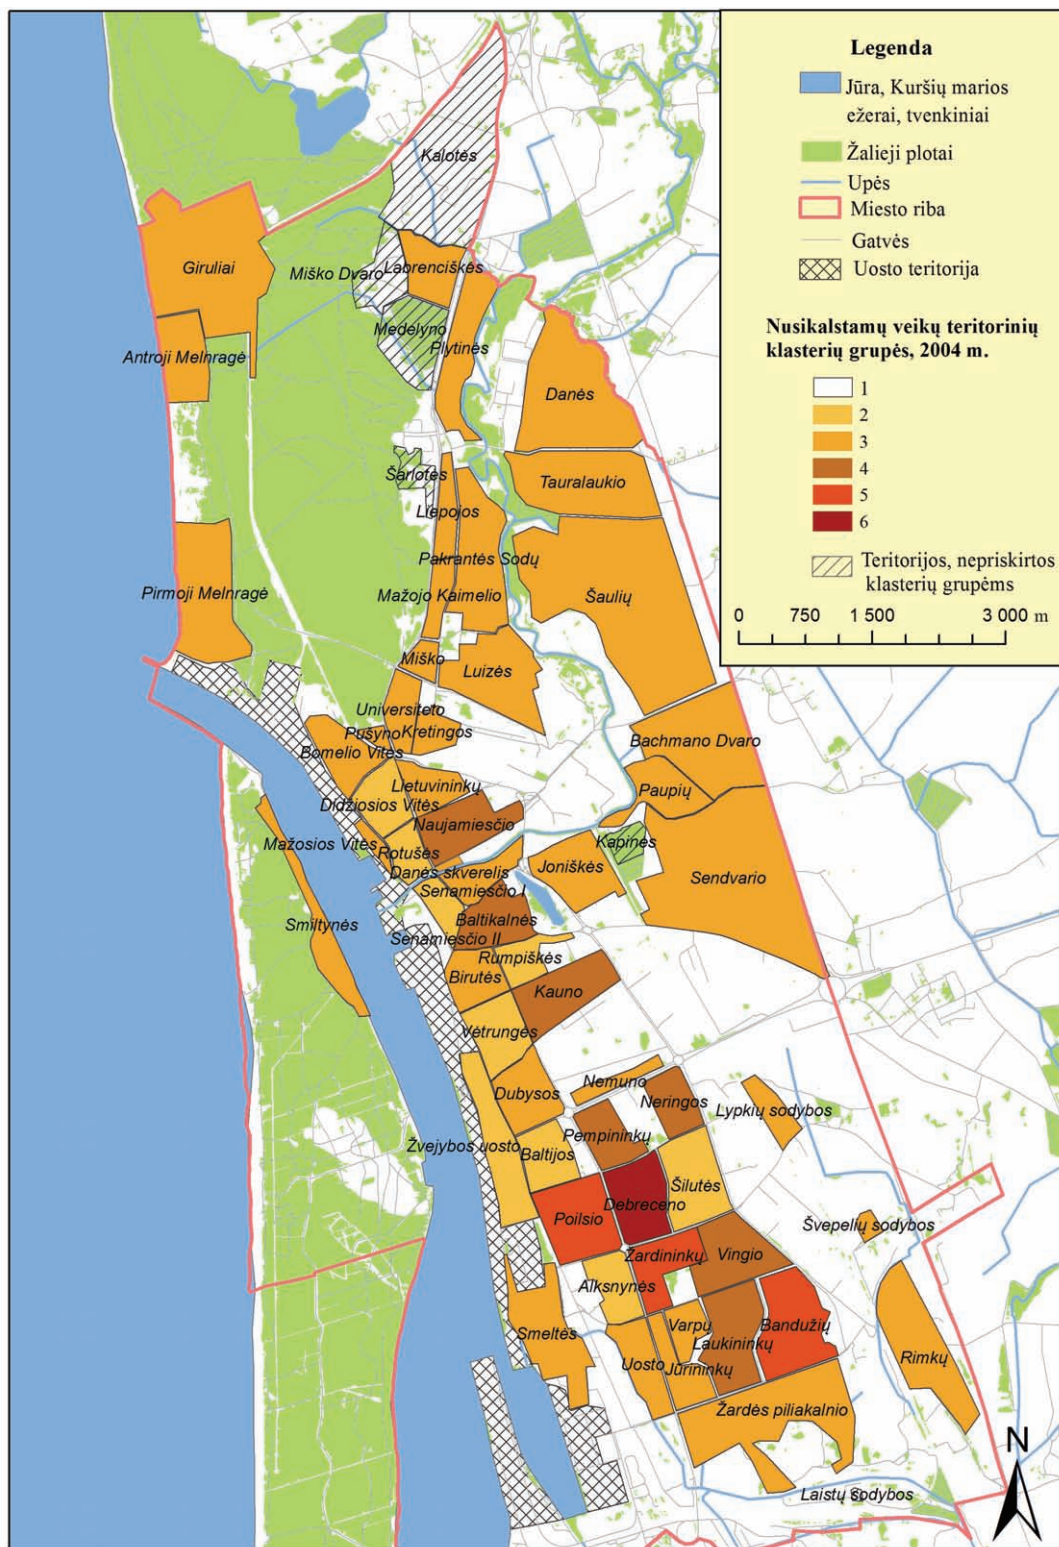 Legenda
Jūra, Kuršių marios
ežerai, tvenkiniai
Žalieji plotai
Upės
Miesto riba
Gatvės
Uosto teritorija
Nusikalstamų veikų teritorinių
klasterių grupės, 2004 m.
1
2
3
4
5
6
Teritorijos, nepriskirtos
klasterių grupėms
0 750 1 500 3 000 m
Kalotės
Giruliai
Miško Dvaro
Labrenciškės
Medelyno
Plytinės
Antroji Melnragė
Danės
Šarlotės
Tauralaukio
Liepojos
Pakrantės Sodų
Pirmoji Melnragė
Mažojo Kaimelio
Šaulių
Miško
Luizės
Universiteto
Pušyno
Kretingos
Bomelio Vitės
Bachmano Dvaro
Lietuvininkų
Paupių
Didžiosios Vitės
Naujamiesčio
Mažosios Vitės
Rotušės
Kapinės
Danės skverelis
Joniškės
Sendvario
Senamiesčio I
Smiltynės
Baltikalnės
Senamiesčio II
Rumpiškės
Birutės
Kauno
Vėtrungės
Nemuno
Dubysos
Neringos
Lypkių sodybos
Pempininkų
Žvejybos uosto
Baltijos
Šilutės
Debreceno
Poilsio
Švepelių sodybos
Žardininkų
Vingio
Alksnynės
Smeltės
Varpų
Bandužių
Laukininkų
Rimkų
Uosto
Jūrininkų
Žardės piliakalnio
Laistų sodybos
N